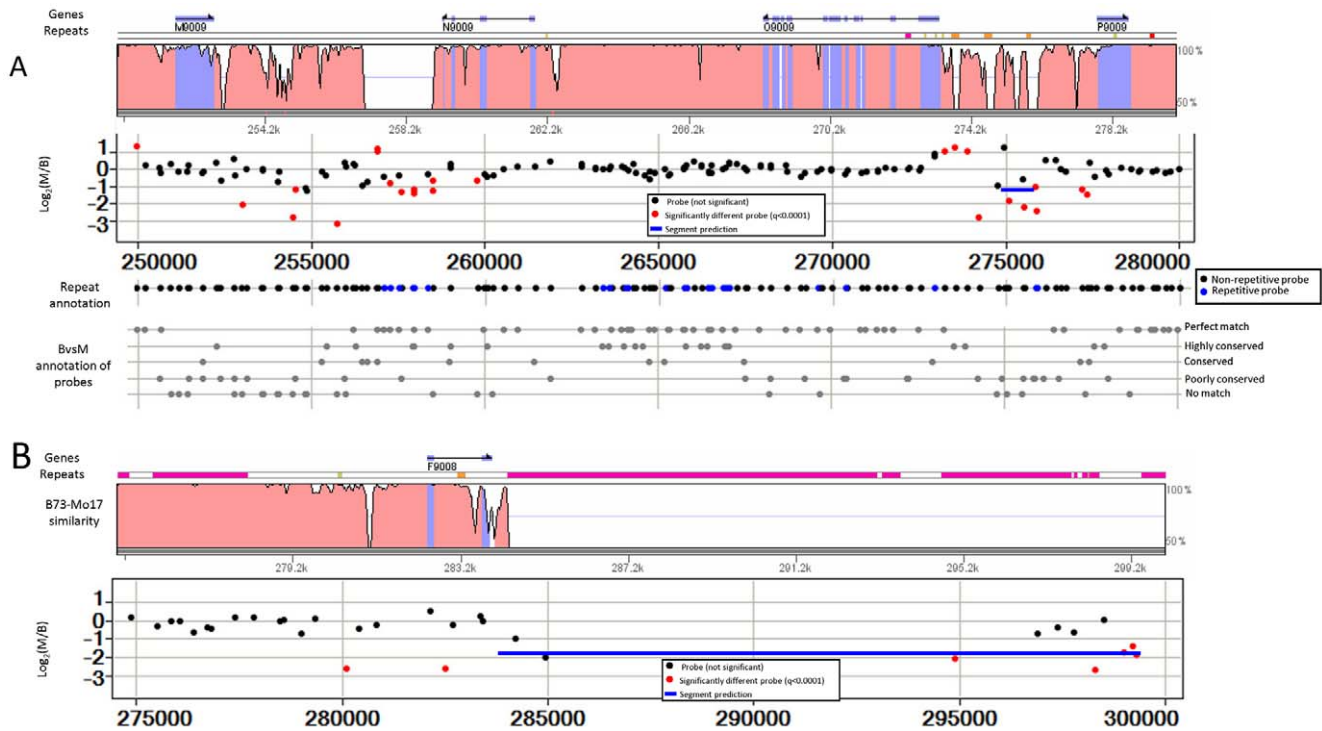 Genes
Repeats
M9009
N9009
O9009
P9009
A
100%
50%
254.2k 258.2k 262.2k 266.2k 270.2k 274.2k 278.2k
Log2(M/B)
1
0
-1
-2
-3
Probe (not significant)
Significantly different probe (q<0.0001)
Segment prediction
250000 255000 260000 265000 270000 275000 280000
Repeat
annotation
Non-repetitive probe
Repetitive probe
BvsM
annotation of
probes
Perfect match
Highly conserved
Conserved
Poorly conserved
No match
B
Genes
Repeats
F9008
B73-Mo17
similarity
100%
50%
279.2k 283.2k 287.2k 291.2k 295.2k 299.2k
Log2(M/B)
1
0
-1
-2
-3
Probe (not significant)
Significantly different probe (q<0.0001)
Segment prediction
275000 280000 285000 290000 295000 300000